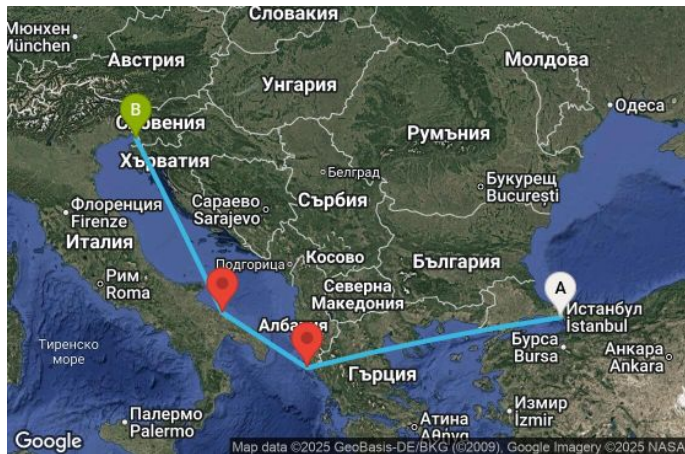 Словакия
Мюнхен
München
Австрия
Молдова
Унгария
Одеса
B
Словения
Румъния
Хърватия
Белград
Букурещ
București
Флоренция
Firenze
Сараево
Sarajevo
Сърбия
Италия
Подгорица
Косово
България
Рим
Roma
Северна
Македония
A
Истанбул
İstanbul
Албания
Бурса
Bursa
Тиренско
море
Анкара
Ankara
Гърция
Палермо
Palermo
Измир
İzmir
Атина
Αθήνα
Google
Map data ©2025 GeoBasis-DE/BKG (©2009), Google Imagery ©2025 NASA